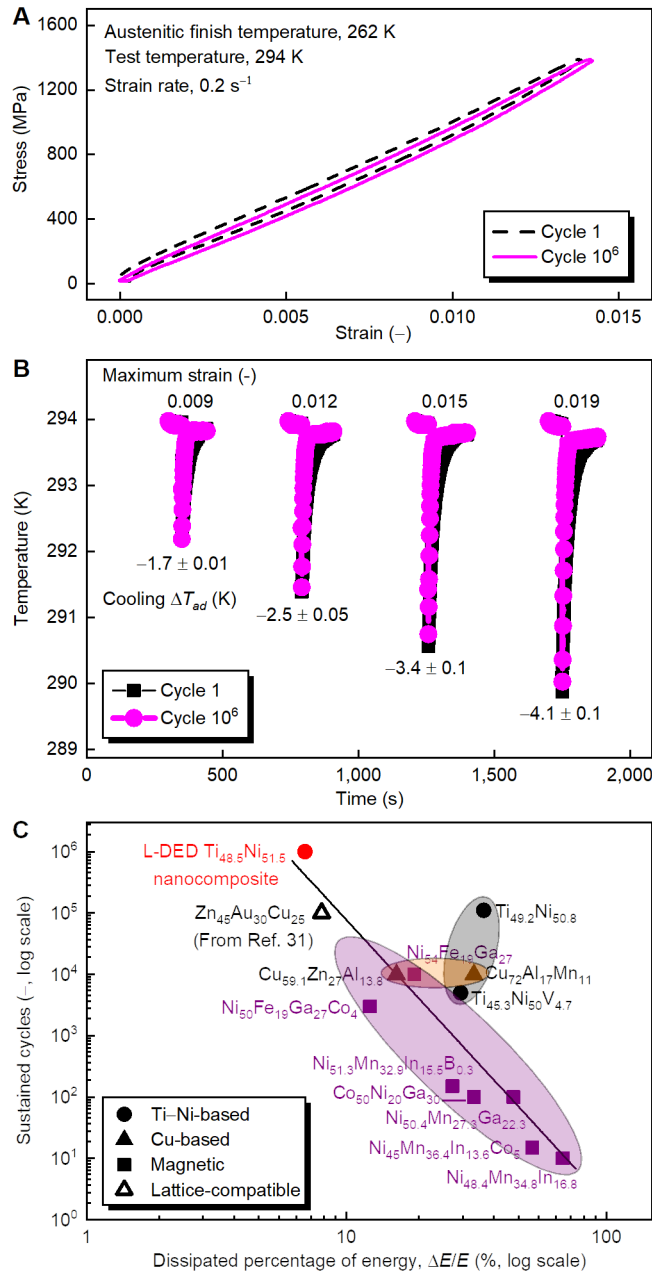 A
Austenitic finish temperature, 262 K
Test temperature, 294 K
Strain rate, 0.2 s⁻¹
1600
1200
800
400
0
Stress (MPa)
Cycle 1
Cycle 10⁶
0.000
0.005
0.010
0.015
Strain (–)
B
Maximum strain (-)
0.009
0.012
0.015
0.019
294
293
292
291
290
289
Temperature (K)
−1.7 ± 0.01
−2.5 ± 0.05
−3.4 ± 0.1
−4.1 ± 0.1
Cooling ΔT_ad (K)
Cycle 1
Cycle 10⁶
0
500
1,000
1,500
2,000
Time (s)
C
10⁶
10⁵
10⁴
10³
10²
10¹
10⁰
Sustained cycles (–, log scale)
L-DED Ti₄₈.₅Ni₅₁.₅
nanocomposite
Zn₄₅Au₃₀Cu₂₅
(From Ref. 31)
Ti₄₉.₂Ni₅₀.₈
Ni₅₄Fe₁₉Ga₂₇
Cu₅₉.₁Zn₂₇Al₁₃.₈
Cu₇₂Al₁₇Mn₁₁
Ti₄₅.₃Ni₅₀V₄.₇
Ni₅₀Fe₁₉Ga₂₇Co₄
Ni₅₁.₃Mn₃₂.₉In₁₅.₅B₀.₃
Co₅₀Ni₂₀Ga₃₀
Ni₅₀.₄Mn₂₇.₃Ga₂₂.₃
Ni₄₅Mn₃₆.₄In₁₃.₆Co₅
Ni₄₈.₄Mn₃₄.₈In₁₆.₈
Ti–Ni-based
Cu-based
Magnetic
Lattice-compatible
1
10
100
Dissipated percentage of energy, ΔE/E (%, log scale)